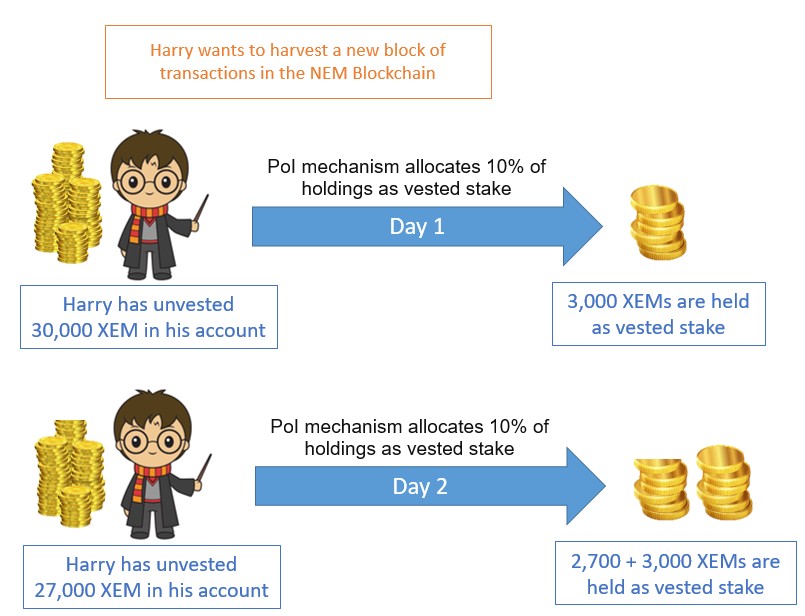 Harry wants to harvest a new block of
transactions in the NEM Blockchain
PoI mechanism allocates 10% of
holdings as vested stake
Day 1
Harry has unvested
30,000 XEM in his account
3,000 XEMs are held
as vested stake
PoI mechanism allocates 10% of
holdings as vested stake
Day 2
Harry has unvested
27,000 XEM in his account
2,700 + 3,000 XEMs are
held as vested stake